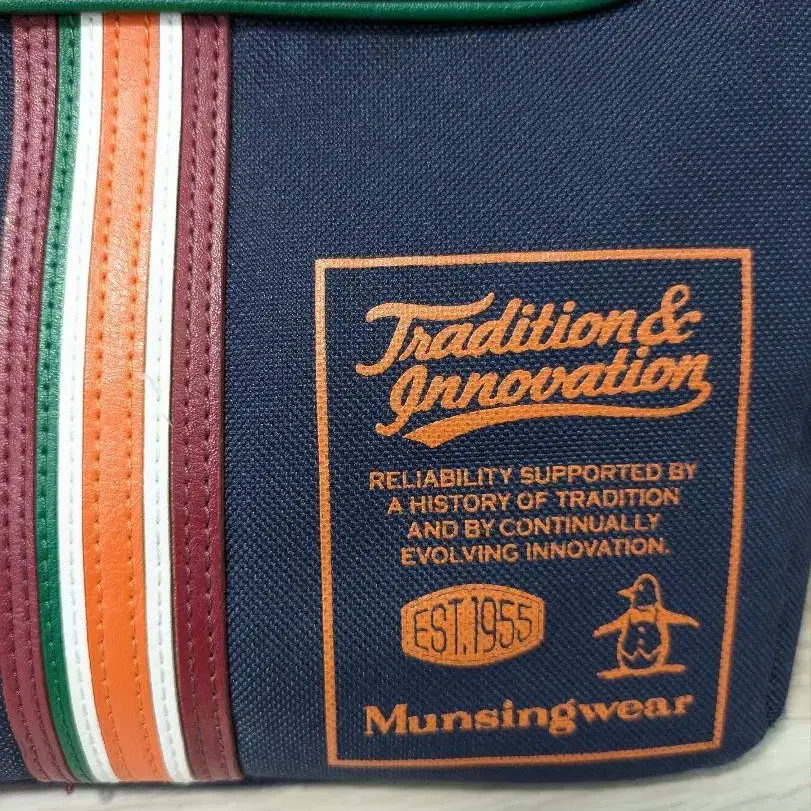 Tradition &
Innovation
RELIABILITY SUPPORTED BY
A HISTORY OF TRADITION
AND BY CONTINUALLY
EVOLVING INNOVATION.
EST.1955
Munsingwear